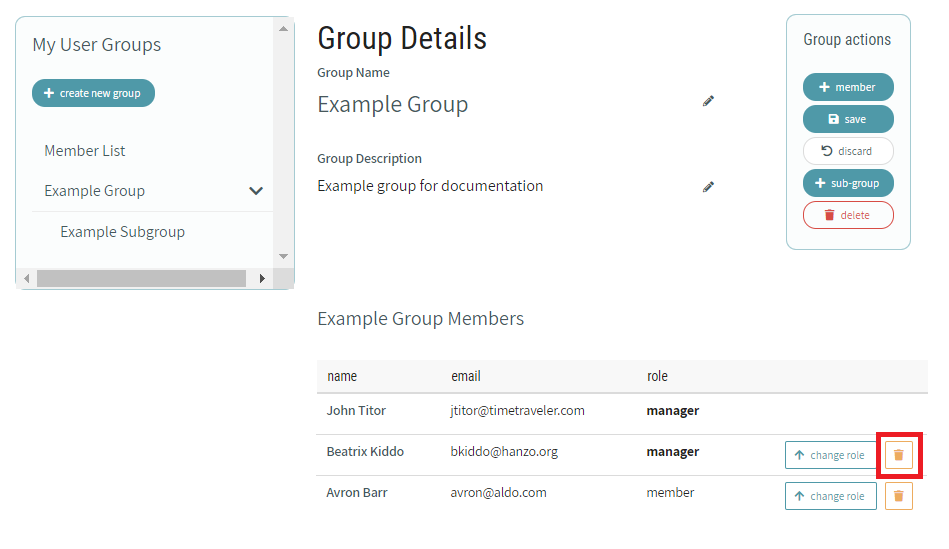 My User Groups
create new group
Member List
Example Group
Example Subgroup
Group Details
Group Name
Example Group
Group Description
Example group for documentation
Group actions
member
save
discard
sub-group
delete
Example Group Members
name email role
John Titor jtitor@timetraveler.com manager
Beatrix Kiddo bkiddo@hanzo.org manager change role
Avron Barr avron@aldo.com member change role